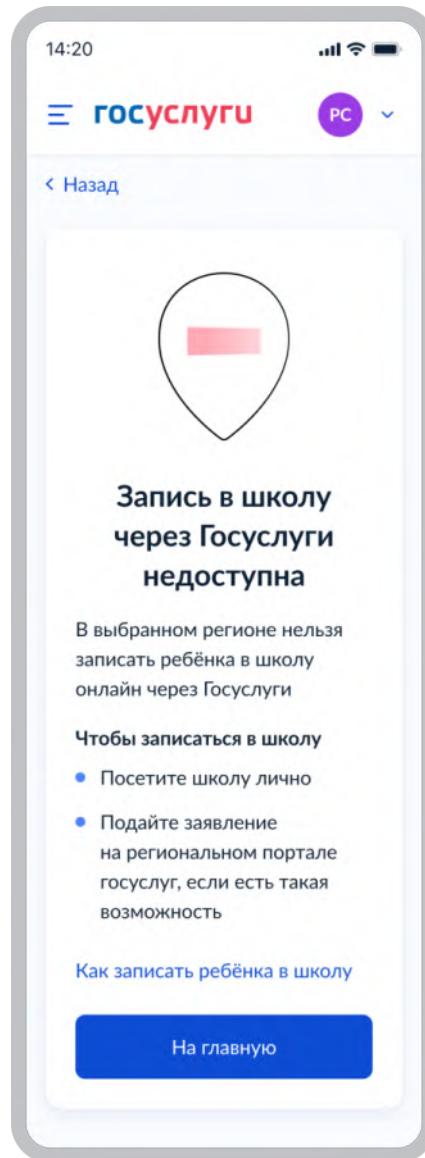 14:20
госуслуги
РС
Назад
Запись в школу
через Госуслуги
недоступна
В выбранном регионе нельзя
записать ребёнка в школу
онлайн через Госуслуги
Чтобы записаться в школу
Посетите школу лично
Подайте заявление
на региональном портале
госуслуг, если есть такая
возможность
Как записать ребёнка в школу
На главную